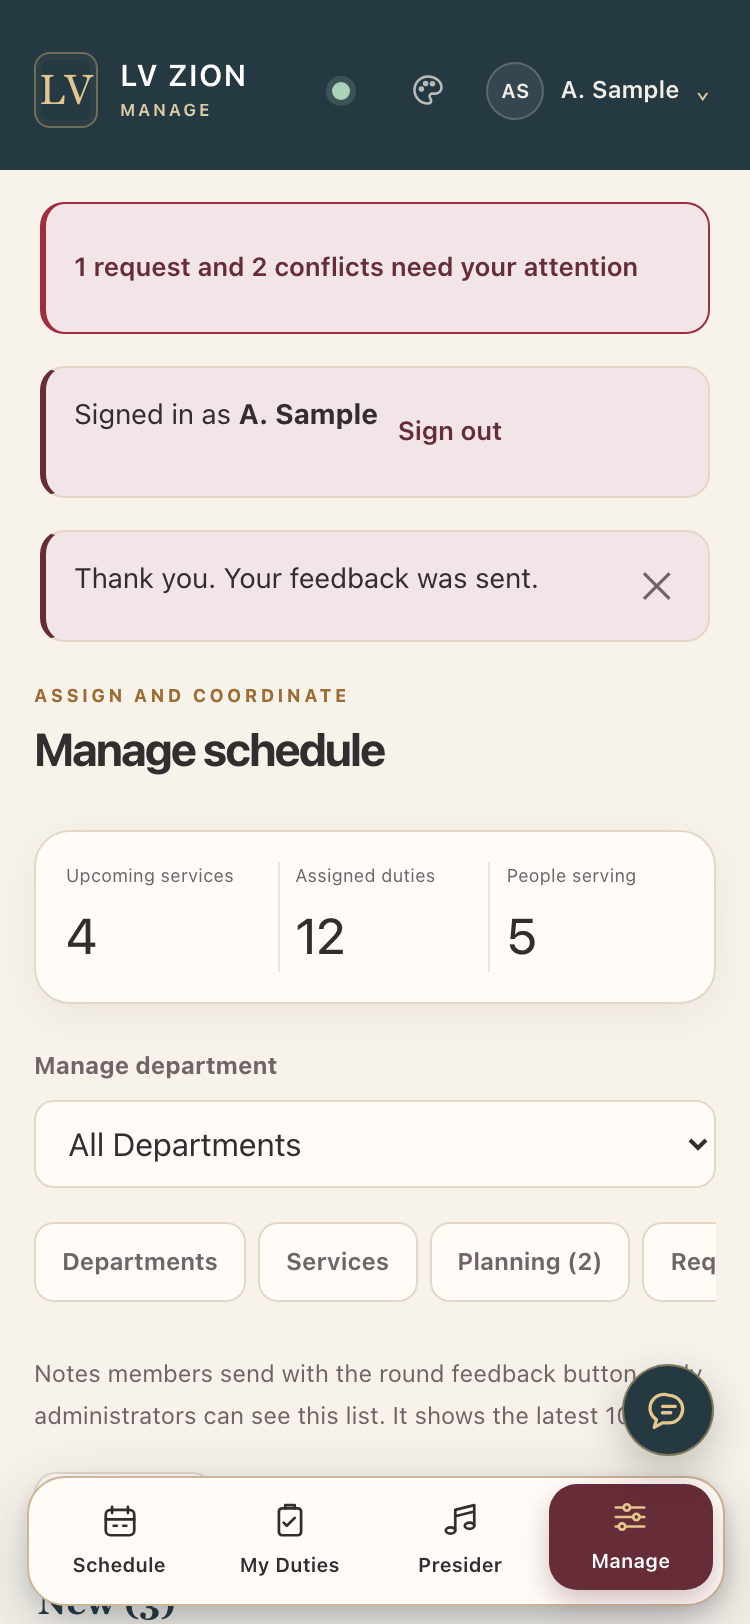 LV
LV ZION
MANAGE
AS
A. Sample
1 request and 2 conflicts need your attention
Signed in as A. Sample
Sign out
Thank you. Your feedback was sent.
ASSIGN AND COORDINATE
Manage schedule
Upcoming services
Assigned duties
People serving
4
12
5
Manage department
All Departments
Departments
Services
Planning (2)
Notes members send with the round feedback button
administrators can see this list. It shows the latest
Schedule
My Duties
Presider
Manage
New (3)